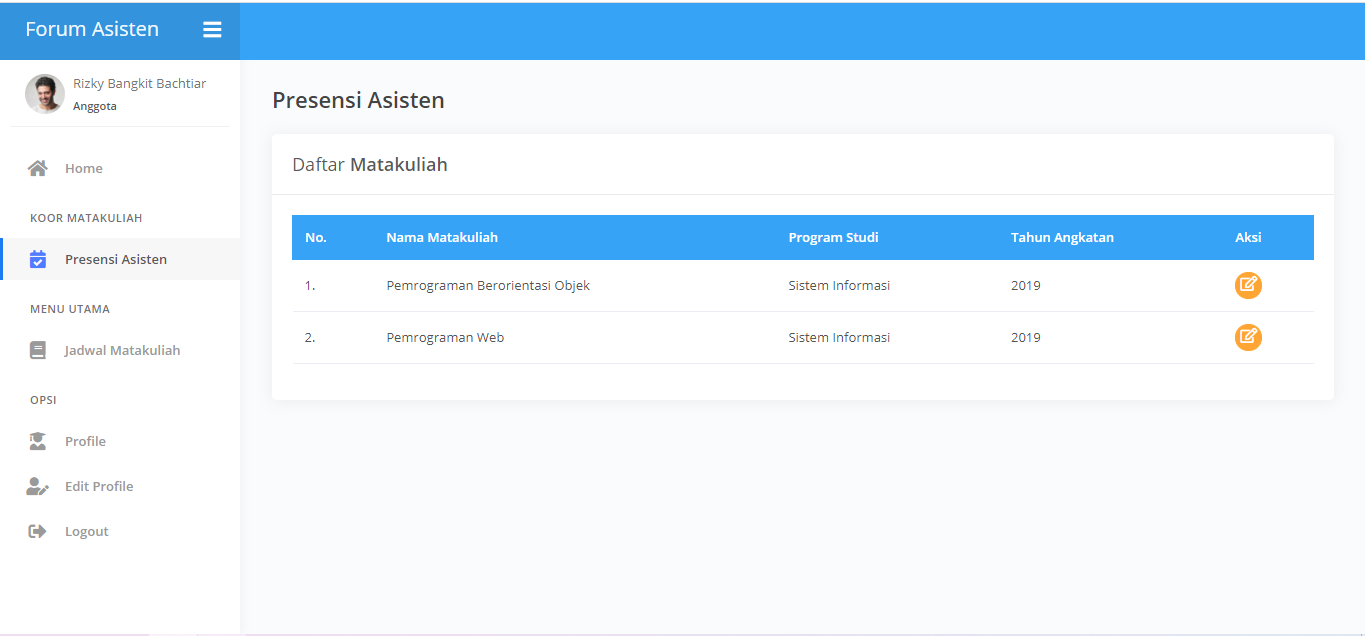 Forum Asisten
Rizky Bangkit Bachtiar
Anggota
Home
KOOR MATAKULIAH
Presensi Asisten
MENU UTAMA
Jadwal Matakuliah
OPSI
Profile
Edit Profile
Logout
Presensi Asisten
Daftar Matakuliah
No. Nama Matakuliah Program Studi Tahun Angkatan Aksi
1. Pemrograman Berorientasi Objek Sistem Informasi 2019
2. Pemrograman Web Sistem Informasi 2019